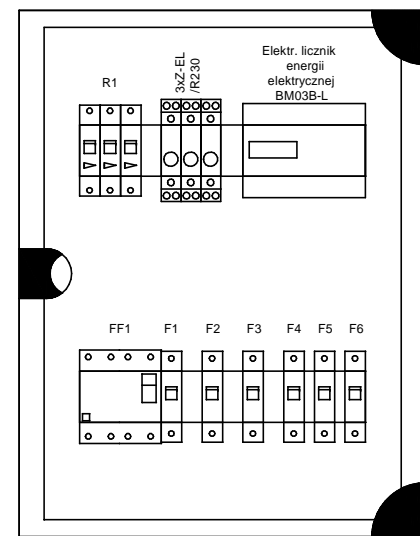 R1
3xZ-EL
/R230
Elektr. licznik
energii
elektrycznej
BM03B-L
FF1 F1 F2 F3 F4 F5 F6